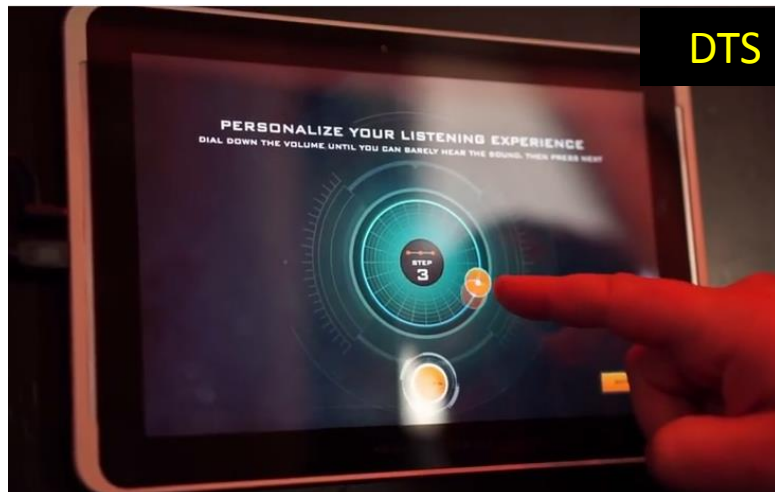 DTS
PERSONALIZE YOUR LISTENING EXPERIENCE
DIAL DOWN THE VOLUME UNTIL YOU CAN BARELY HEAR THE SOUND, THEN PRESS NEXT
STEP
3